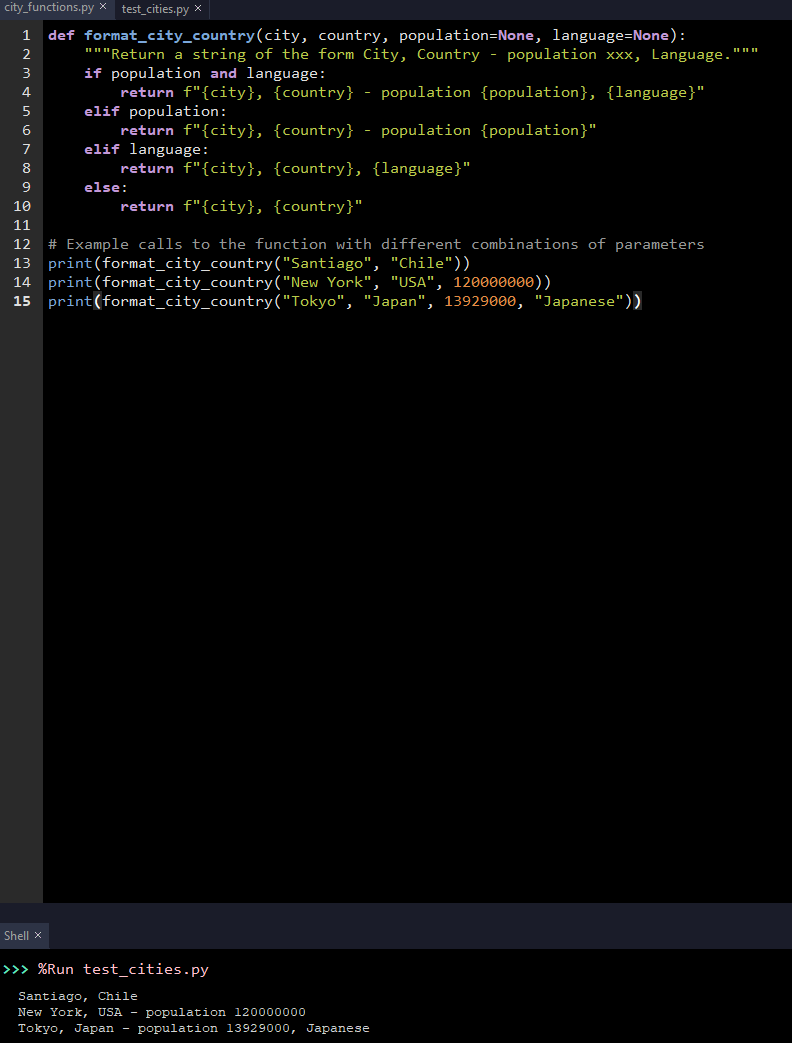 city_functions.py × test_cities.py ×
1 def format_city_country(city, country, population=None, language=None):
2     """Return a string of the form City, Country - population xxx, Language."""
3     if population and language:
4         return f"{city}, {country} - population {population}, {language}"
5     elif population:
6         return f"{city}, {country} - population {population}"
7     elif language:
8         return f"{city}, {country}, {language}"
9     else:
10         return f"{city}, {country}"
11
12 # Example calls to the function with different combinations of parameters
13 print(format_city_country("Santiago", "Chile"))
14 print(format_city_country("New York", "USA", 120000000))
15 print(format_city_country("Tokyo", "Japan", 13929000, "Japanese"))
Shell ×
>>> %Run test_cities.py
Santiago, Chile
New York, USA - population 120000000
Tokyo, Japan - population 13929000, Japanese